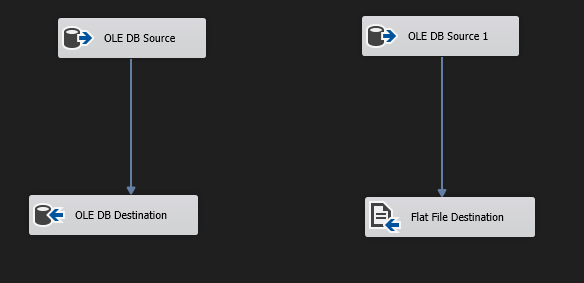 OLE DB Source
OLE DB Source 1
OLE DB Destination
Flat File Destination